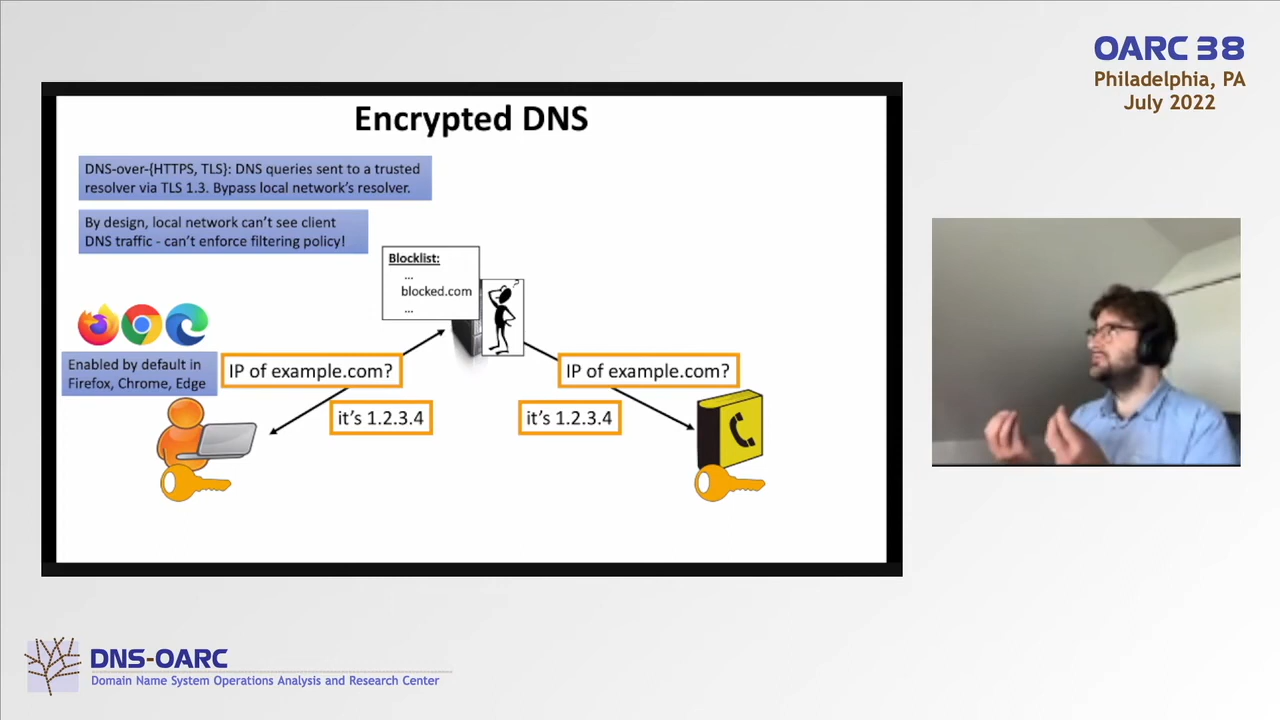 OARC 38
Philadelphia, PA
July 2022
Encrypted DNS
DNS-over-{HTTPS, TLS}: DNS queries sent to a trusted
resolver via TLS 1.3. Bypass local network's resolver.
By design, local network can't see client
DNS traffic - can't enforce filtering policy!
Blocklist:
...
blocked.com
...
Enabled by default in
Firefox, Chrome, Edge
IP of example.com?
IP of example.com?
it's 1.2.3.4
it's 1.2.3.4
DNS-OARC
Domain Name System Operations Analysis and Research Center